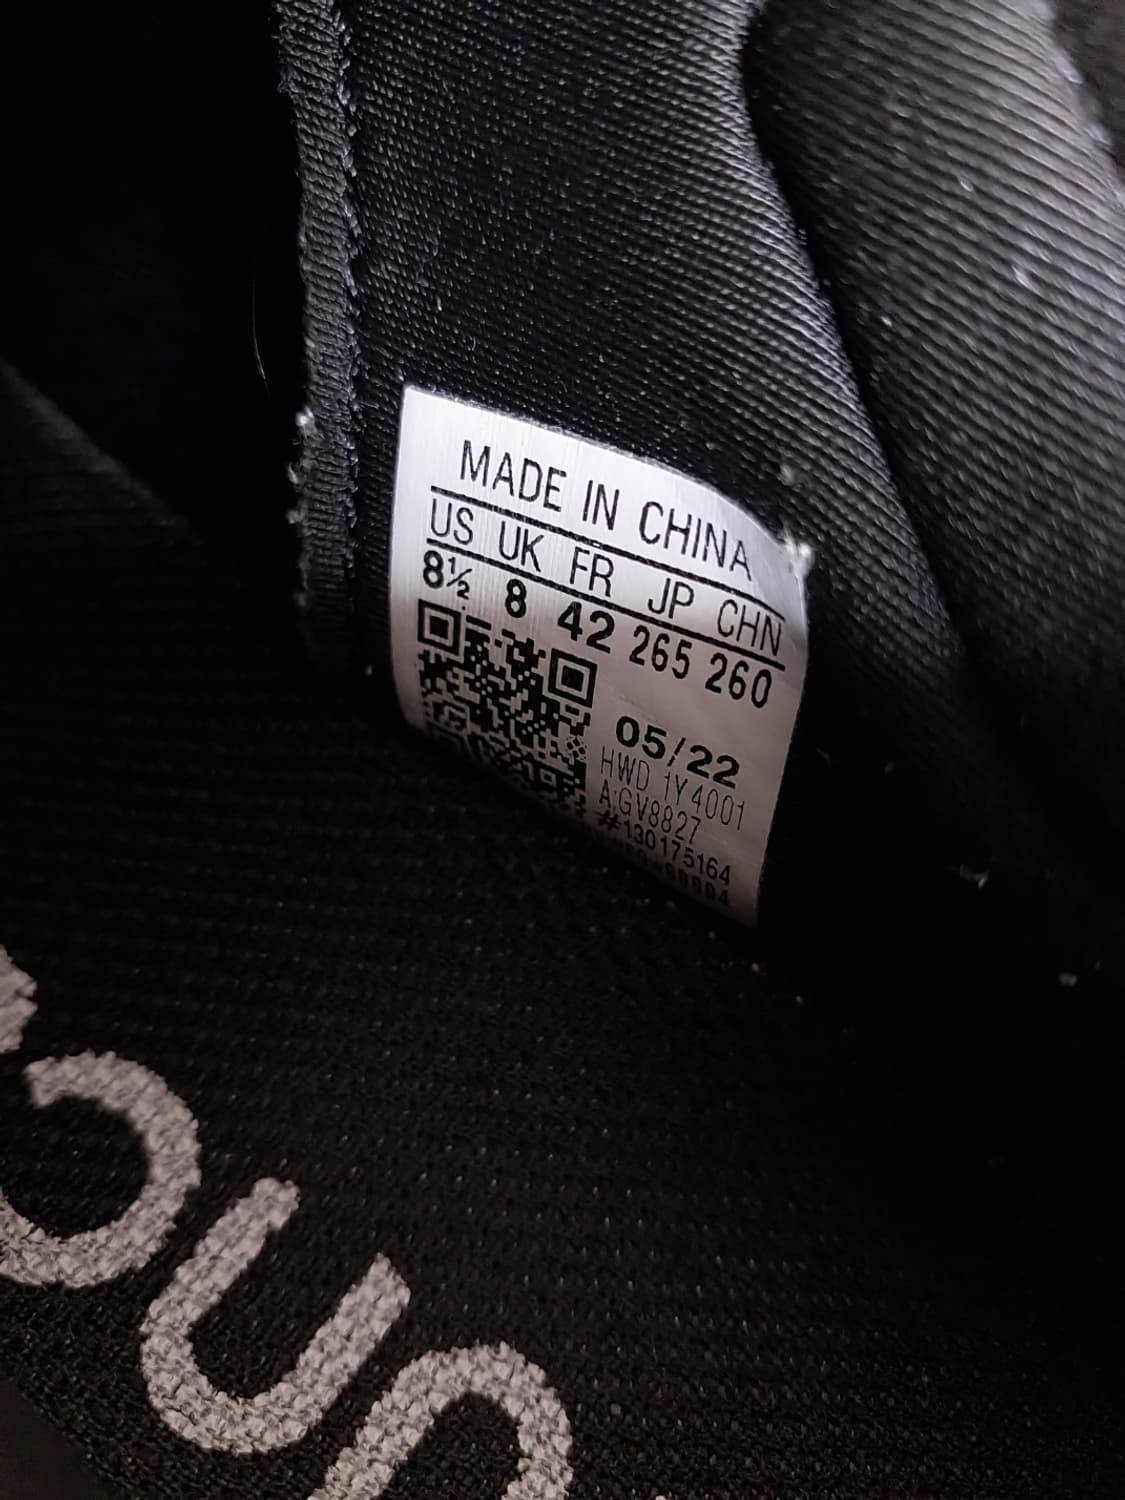 MADE IN CHINA
US UK FR JP CHN
8½ 8 42 265 260
05/22
HWD 1Y4001
A:GV8827
#130175164
oun